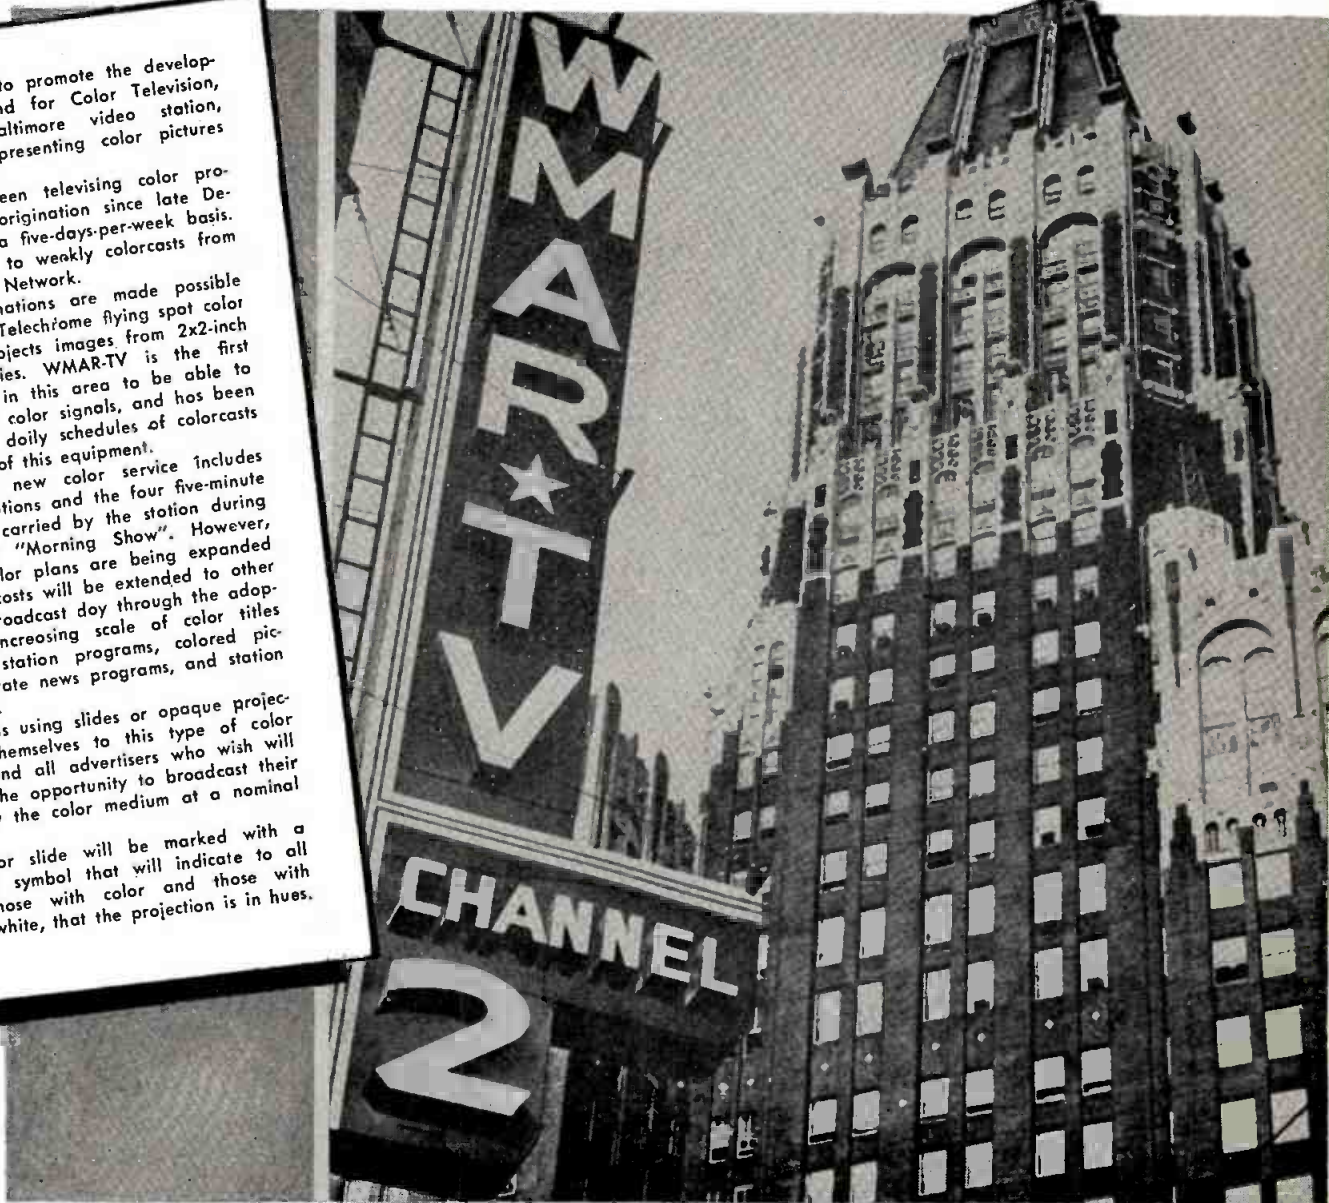 to promote the develop-
nd for Color Television,
altimore video station,
presenting color pictures
een televising color pro-
origination since late De-
a five-days-per-week basis.
to weekly colorcasts from
Network.
nations are made possible
Telechrome flying spot color
ojects images from 2x2-inch
ies. WMAR-TV is the first
in this area to be able to
color signals, and hos been
doily schedules of colorcasts
of this equipment.
new color service includes
otions and the four five-minute
carried by the stotion during
"Morning Show". However,
lor plans are being expanded
costs will be extended to other
roadcast doy through the adop-
increosing scale of color titles
station programs, colored pic-
ate news programs, and station
s using slides or opaque projec-
hemselves to this type of color
nd all advertisers who wish will
he opportunity to broadcast their
the color medium at a nominal
or slide will be marked with a
symbol that will indicate to all
hose with color and those with
white, that the projection is in hues.
WMAR★TV
CHANNEL
2